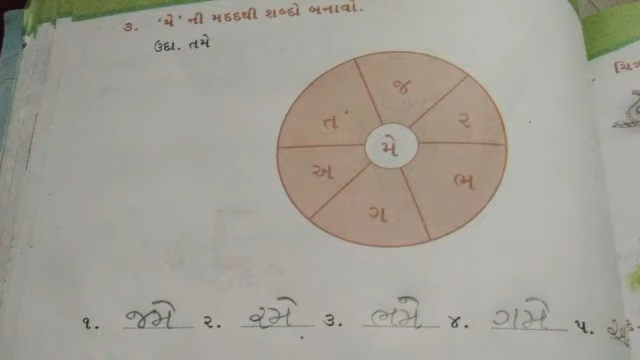 ૩. 'મે' ની મદદથી શબ્દો બનાવો.
ઉદા. તમે
જ
ત
ર
મે
અ
ભ
ગ
૧. જમે ૨. રમે ૩. ભમે ૪. ગમે ૫.